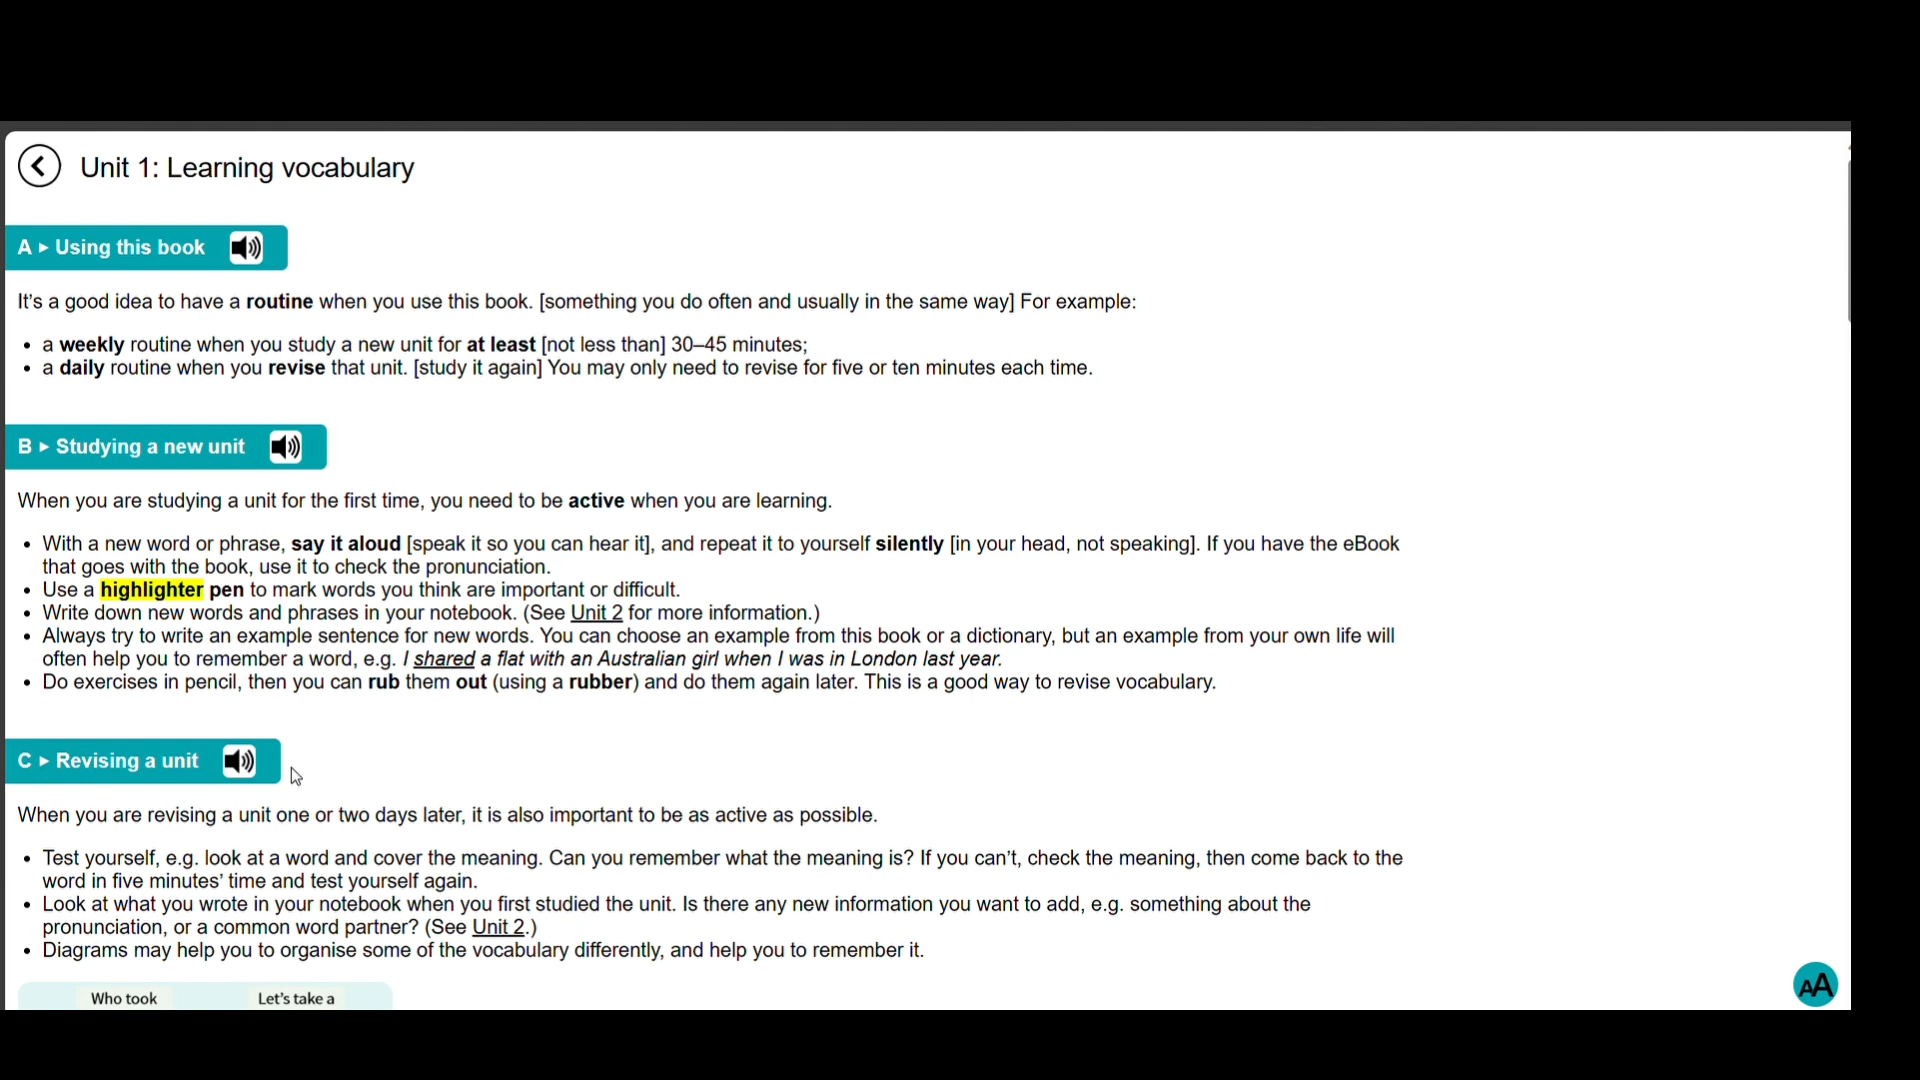 Unit 1: Learning vocabulary
A ▸ Using this book
It’s a good idea to have a routine when you use this book. [something you do often and usually in the same way] For example:
• a weekly routine when you study a new unit for at least [not less than] 30–45 minutes;
• a daily routine when you revise that unit. [study it again] You may only need to revise for five or ten minutes each time.
B ▸ Studying a new unit
When you are studying a unit for the first time, you need to be active when you are learning.
• With a new word or phrase, say it aloud [speak it so you can hear it], and repeat it to yourself silently [in your head, not speaking]. If you have the eBook
that goes with the book, use it to check the pronunciation.
• Use a highlighter pen to mark words you think are important or difficult.
• Write down new words and phrases in your notebook. (See Unit 2 for more information.)
• Always try to write an example sentence for new words. You can choose an example from this book or a dictionary, but an example from your own life will
often help you to remember a word, e.g. I shared a flat with an Australian girl when I was in London last year.
• Do exercises in pencil, then you can rub them out (using a rubber) and do them again later. This is a good way to revise vocabulary.
C ▸ Revising a unit
When you are revising a unit one or two days later, it is also important to be as active as possible.
• Test yourself, e.g. look at a word and cover the meaning. Can you remember what the meaning is? If you can’t, check the meaning, then come back to the
word in five minutes’ time and test yourself again.
• Look at what you wrote in your notebook when you first studied the unit. Is there any new information you want to add, e.g. something about the
pronunciation, or a common word partner? (See Unit 2.)
• Diagrams may help you to organise some of the vocabulary differently, and help you to remember it.
Who took Let’s take a
AA